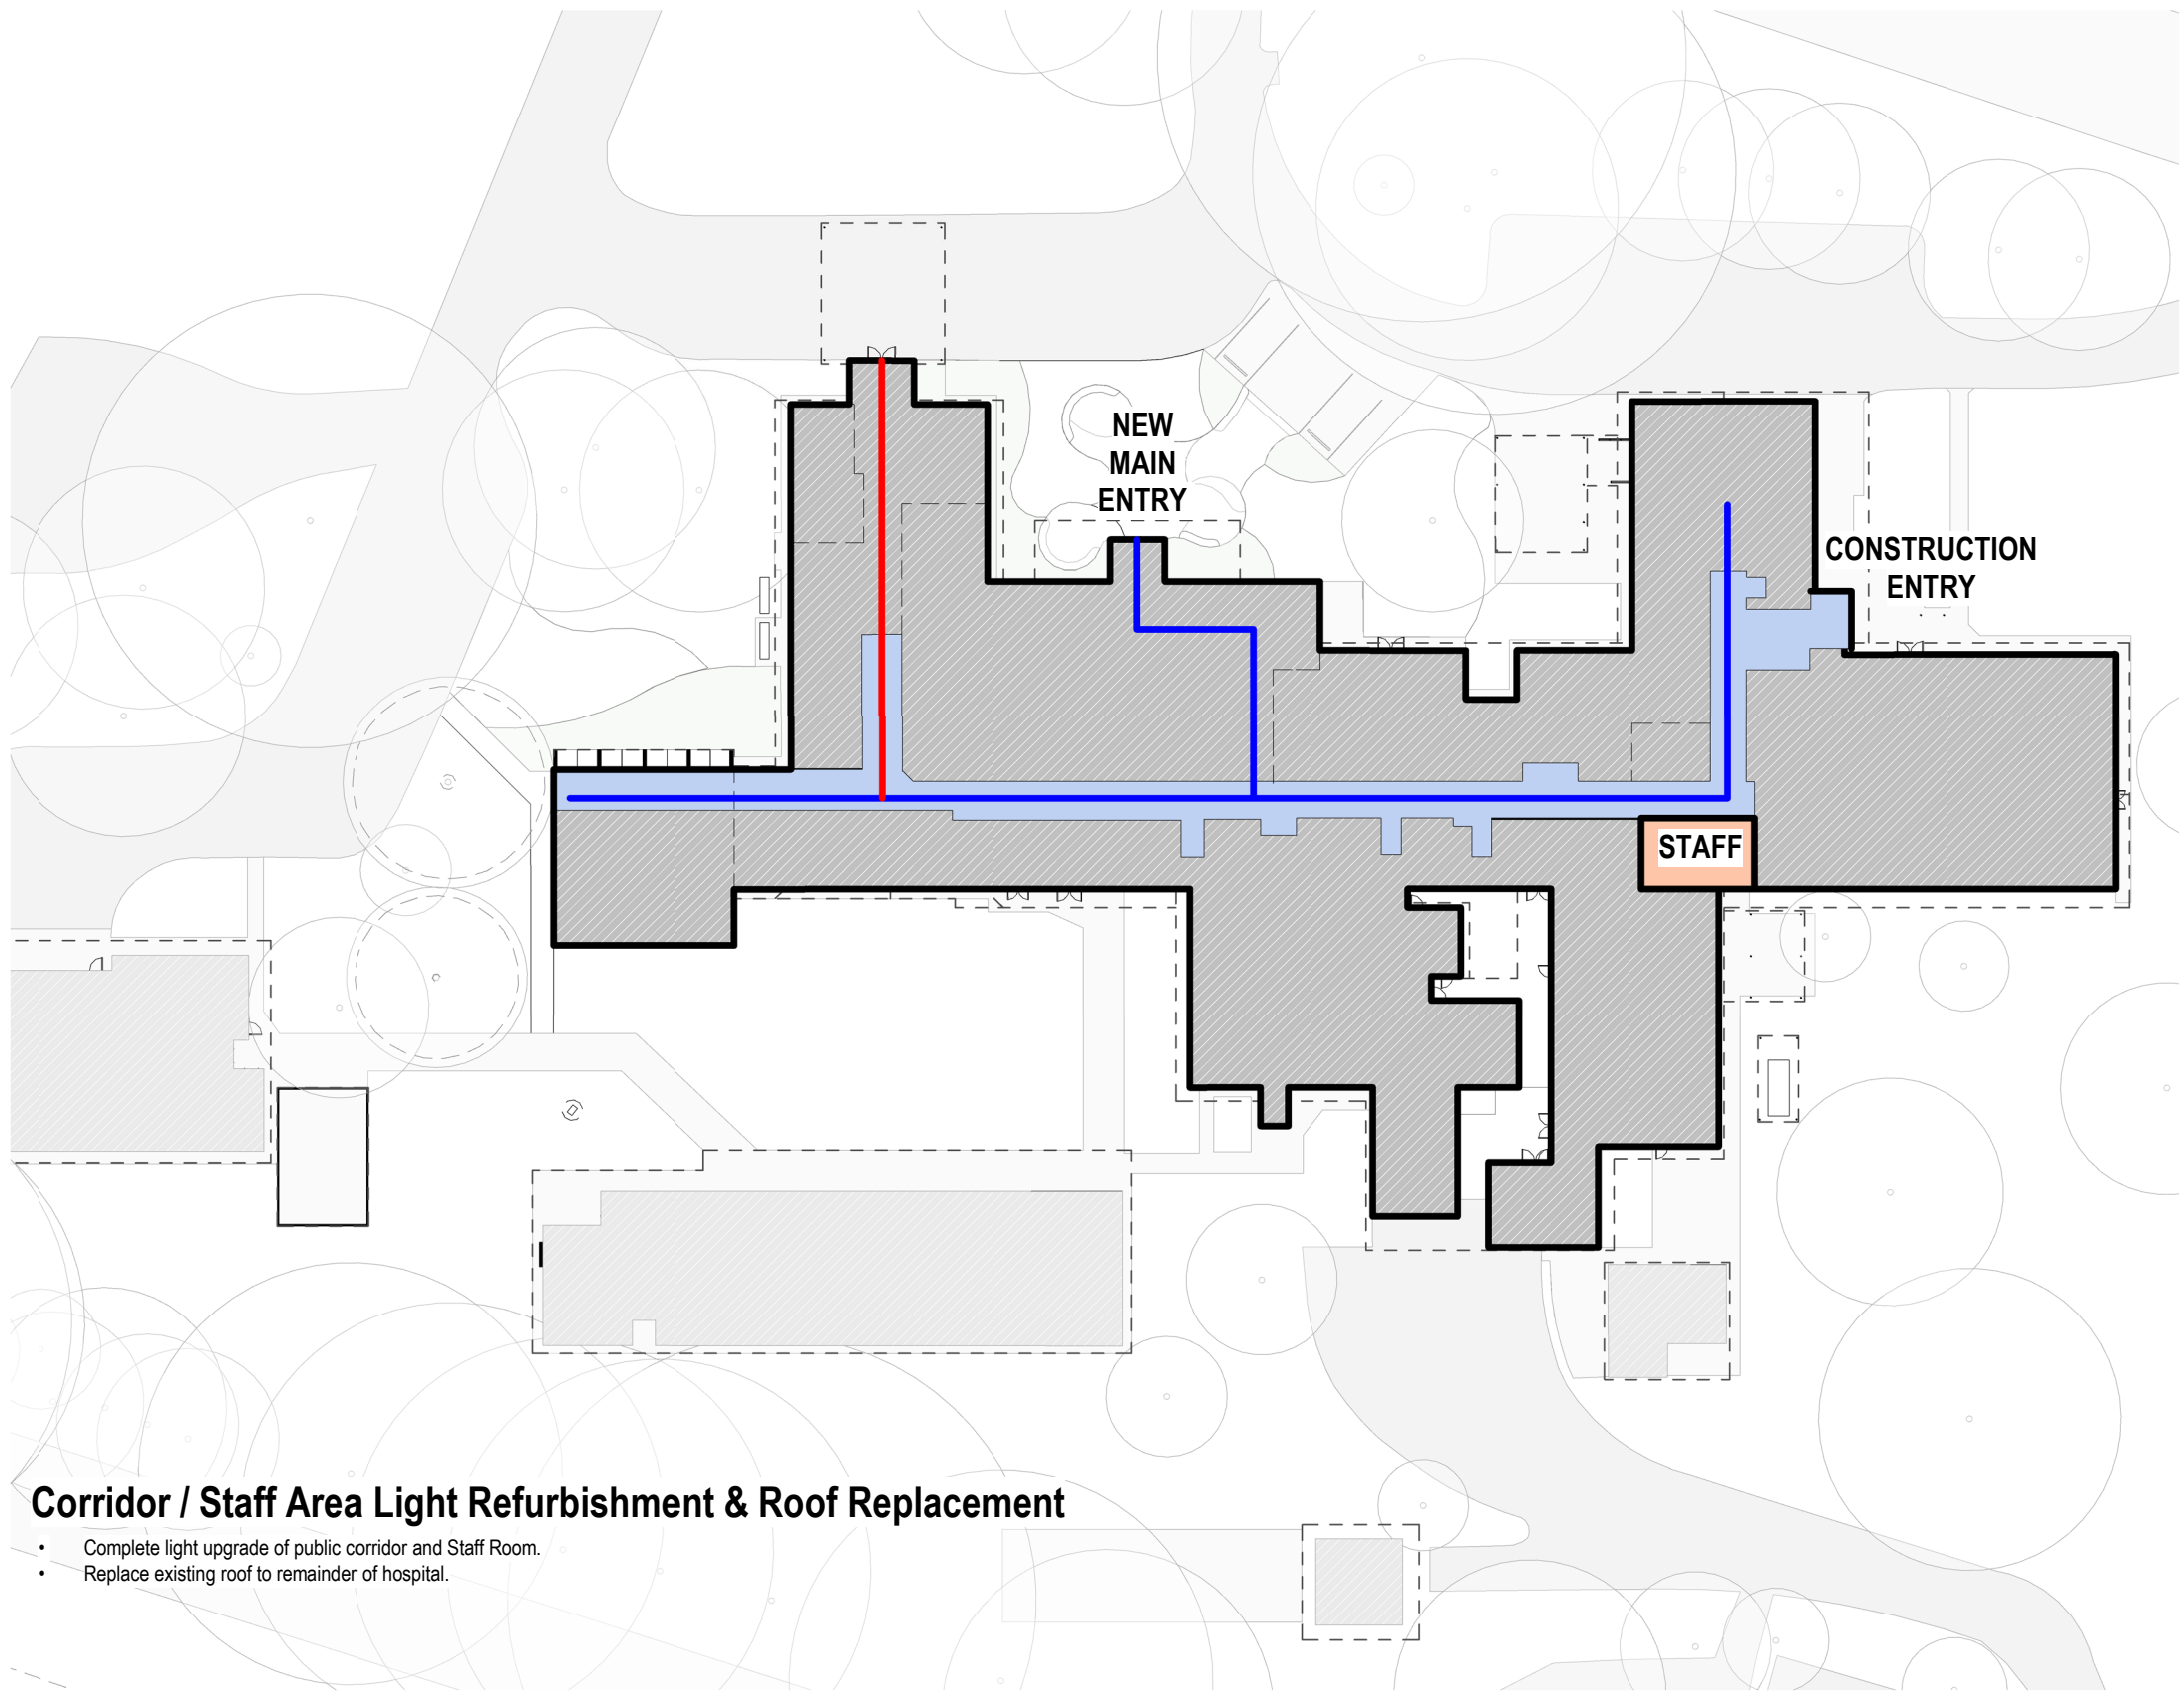 NEW
MAIN
ENTRY
CONSTRUCTION
ENTRY
STAFF
Corridor / Staff Area Light Refurbishment & Roof Replacement
• Complete light upgrade of public corridor and Staff Room.
• Replace existing roof to remainder of hospital.